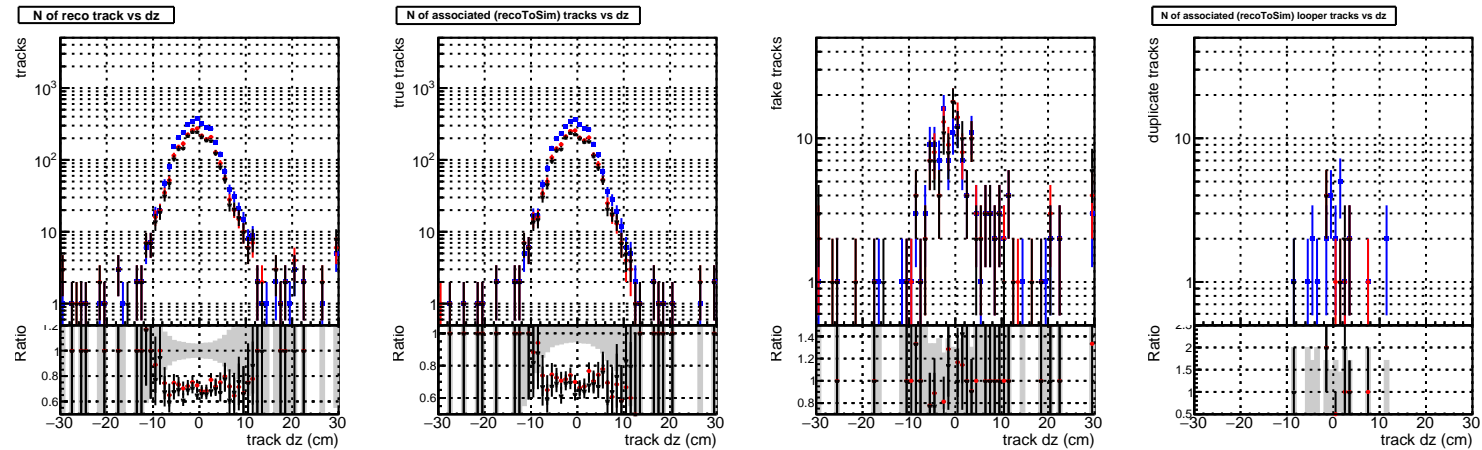 N of reco track vs dz
tracks
10³
10²
10
1
Ratio
1.2
1
0.8
0.6
−30 −20 −10 0 10 20 30
track dz (cm)
N of associated (recoToSim) tracks vs dz
true tracks
10³
10²
10
1
Ratio
1
0.8
0.6
−30 −20 −10 0 10 20 30
track dz (cm)
fake tracks
10
1
Ratio
1.4
1.2
1
0.8
−30 −20 −10 0 10 20 30
track dz (cm)
N of associated (recoToSim) looper tracks vs dz
duplicate tracks
10
1
Ratio
2.5
2
1.5
1
0.5
−30 −20 −10 0 10 20 30
track dz (cm)